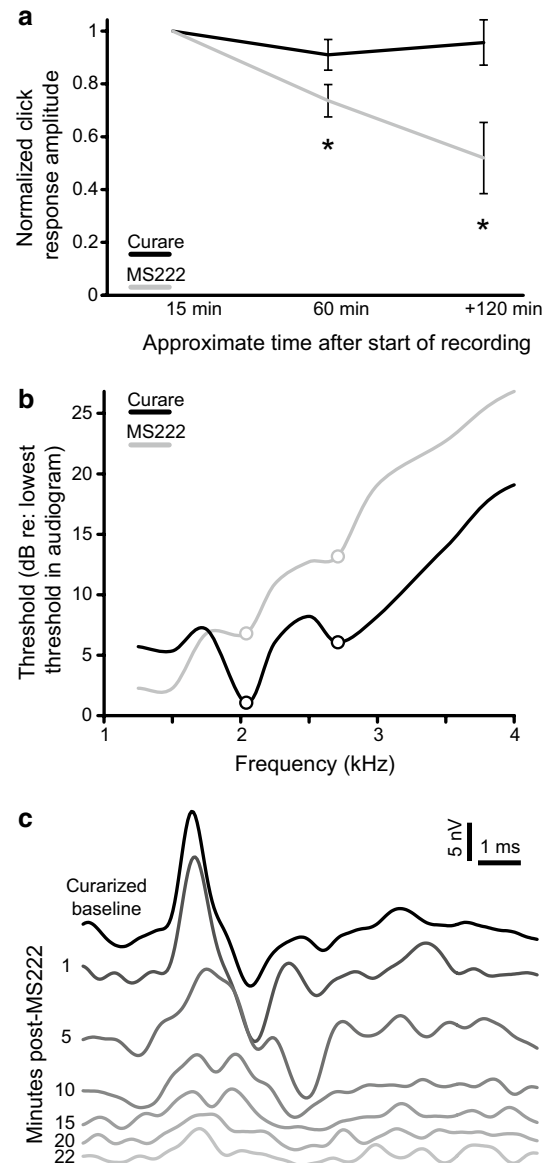 a
Normalized click
response amplitude
1
0.8
0.6
0.4
0.2
0
*
*
Curare
MS222
15 min
60 min
+120 min
Approximate time after start of recording
b
Threshold (dB re: lowest
threshold in audiogram)
25
20
15
10
5
0
Curare
MS222
1
2
3
4
Frequency (kHz)
c
5 nV
1 ms
Curarized
baseline
Minutes post-MS222
1
5
10
15
20
22